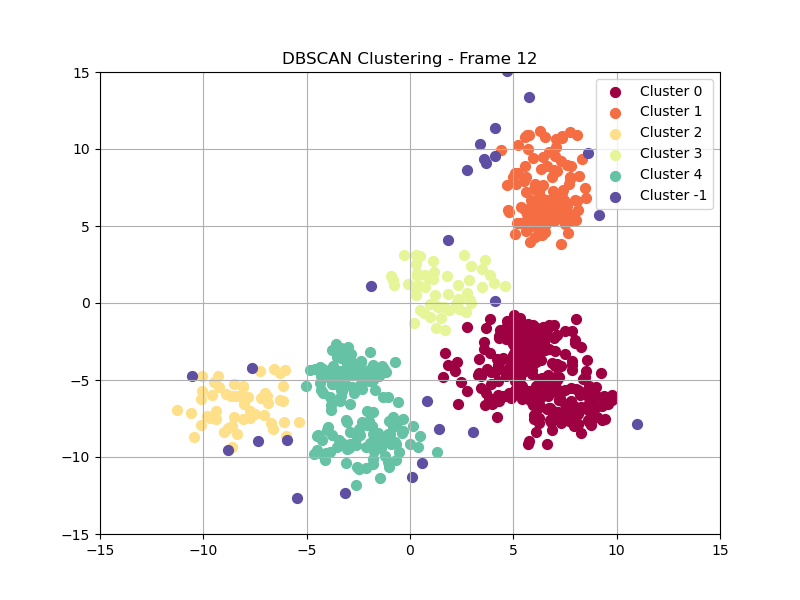 DBSCAN Clustering - Frame 12
Cluster 0
Cluster 1
Cluster 2
Cluster 3
Cluster 4
Cluster -1
15
10
5
0
−5
−10
−15
−15 −10 −5 0 5 10 15